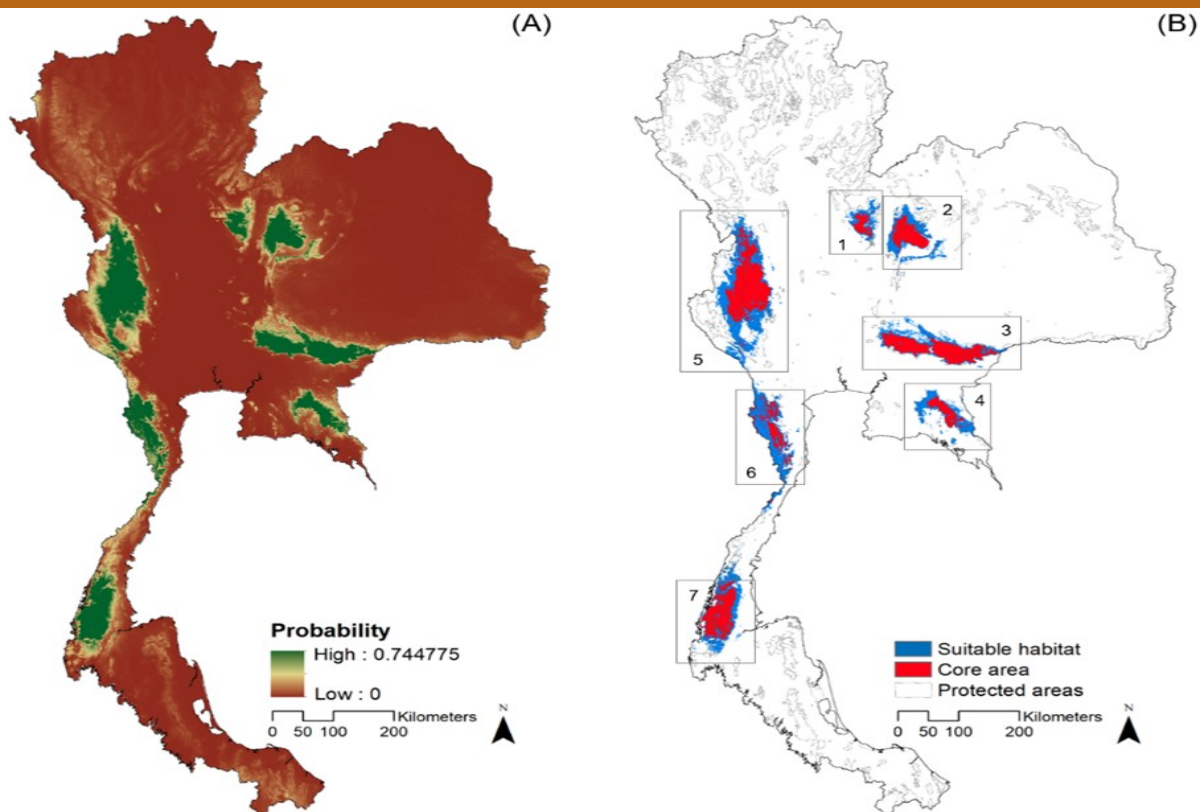 (A)
Probability
High : 0.744775
Low : 0
Kilometers
0 50 100 200
N
(B)
1
2
3
4
5
6
7
Suitable habitat
Core area
Protected areas
Kilometers
0 50 100 200
N